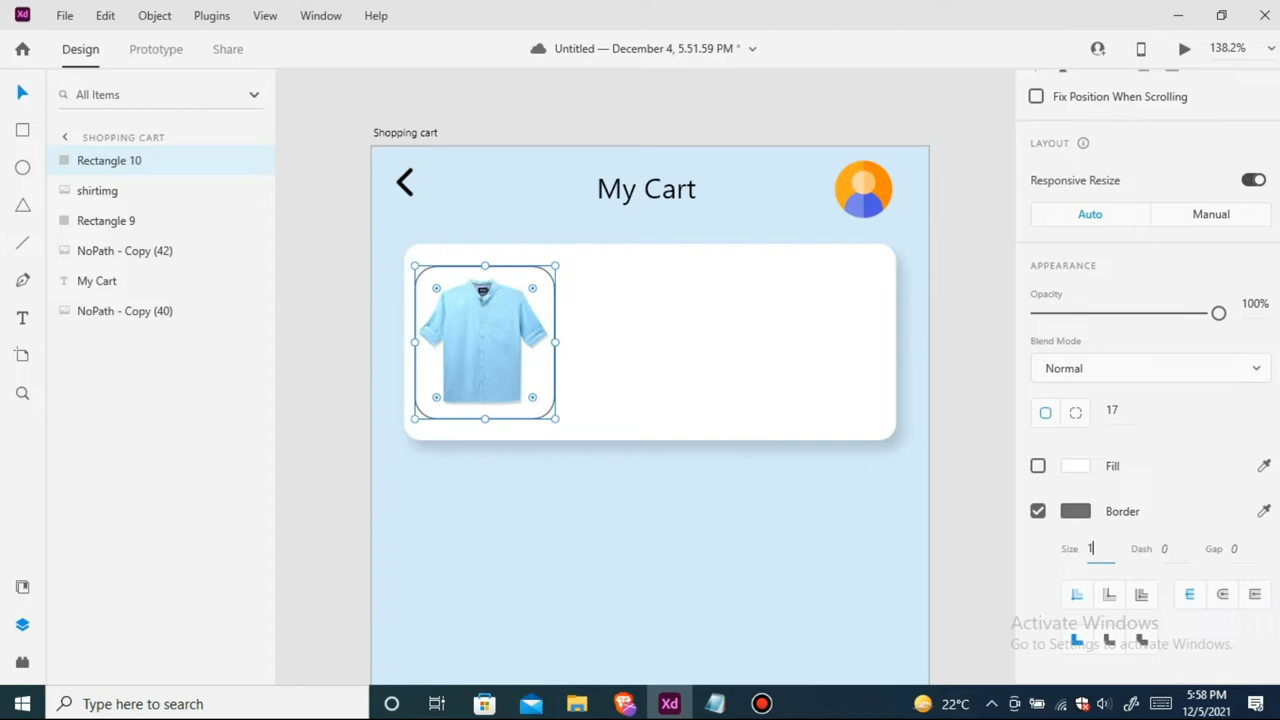 Xd File Edit Object Plugins View Window Help
Design Prototype Share Untitled — December 4, 5.51.59 PM * 138.2%
All Items
SHOPPING CART
Rectangle 10
shirtimg
Rectangle 9
NoPath - Copy (42)
My Cart
NoPath - Copy (40)
Shopping cart
My Cart
Fix Position When Scrolling
LAYOUT
Responsive Resize
Auto Manual
APPEARANCE
Opacity
100%
Blend Mode
Normal
17
Fill
Border
Size 1 Dash 0 Gap 0
Activate Windows
Go to Settings to activate Windows.
Type here to search
Xd
22°C
5:58 PM
12/5/2021